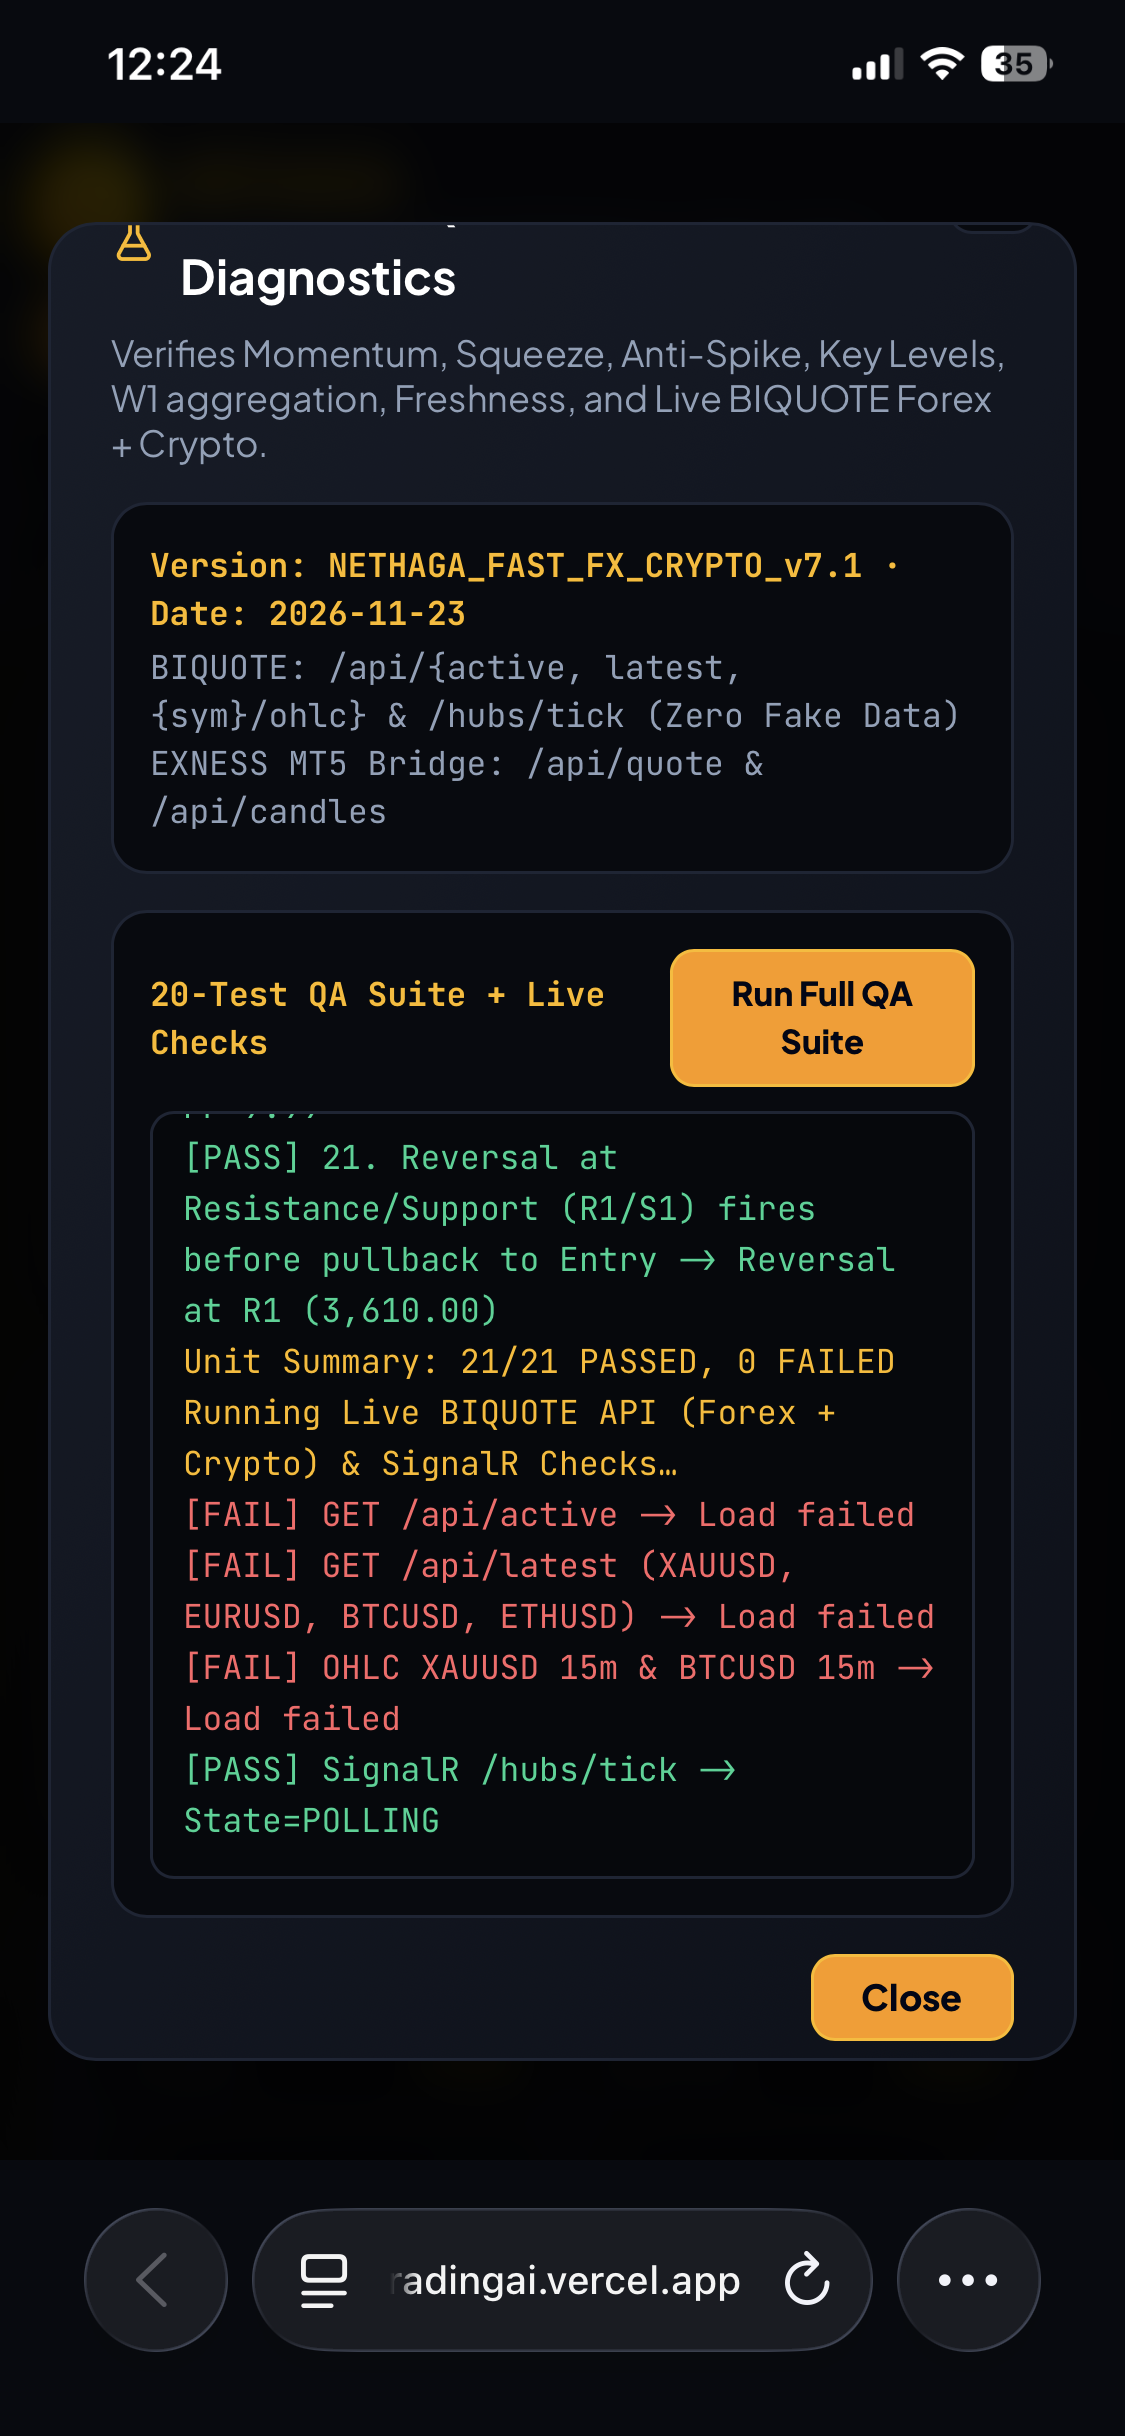 12:24
35
Diagnostics
Verifies Momentum, Squeeze, Anti-Spike, Key Levels,
W1 aggregation, Freshness, and Live BIQUOTE Forex
+ Crypto.
Version: NETHAGA_FAST_FX_CRYPTO_v7.1 ·
Date: 2026-11-23
BIQUOTE: /api/{active, latest,
{sym}/ohlc} & /hubs/tick (Zero Fake Data)
EXNESS MT5 Bridge: /api/quote &
/api/candles
20-Test QA Suite + Live
Checks
Run Full QA
Suite
[PASS] 21. Reversal at
Resistance/Support (R1/S1) fires
before pullback to Entry → Reversal
at R1 (3,610.00)
Unit Summary: 21/21 PASSED, 0 FAILED
Running Live BIQUOTE API (Forex +
Crypto) & SignalR Checks…
[FAIL] GET /api/active → Load failed
[FAIL] GET /api/latest (XAUUSD,
EURUSD, BTCUSD, ETHUSD) → Load failed
[FAIL] OHLC XAUUSD 15m & BTCUSD 15m →
Load failed
[PASS] SignalR /hubs/tick →
State=POLLING
Close
radingai.vercel.app